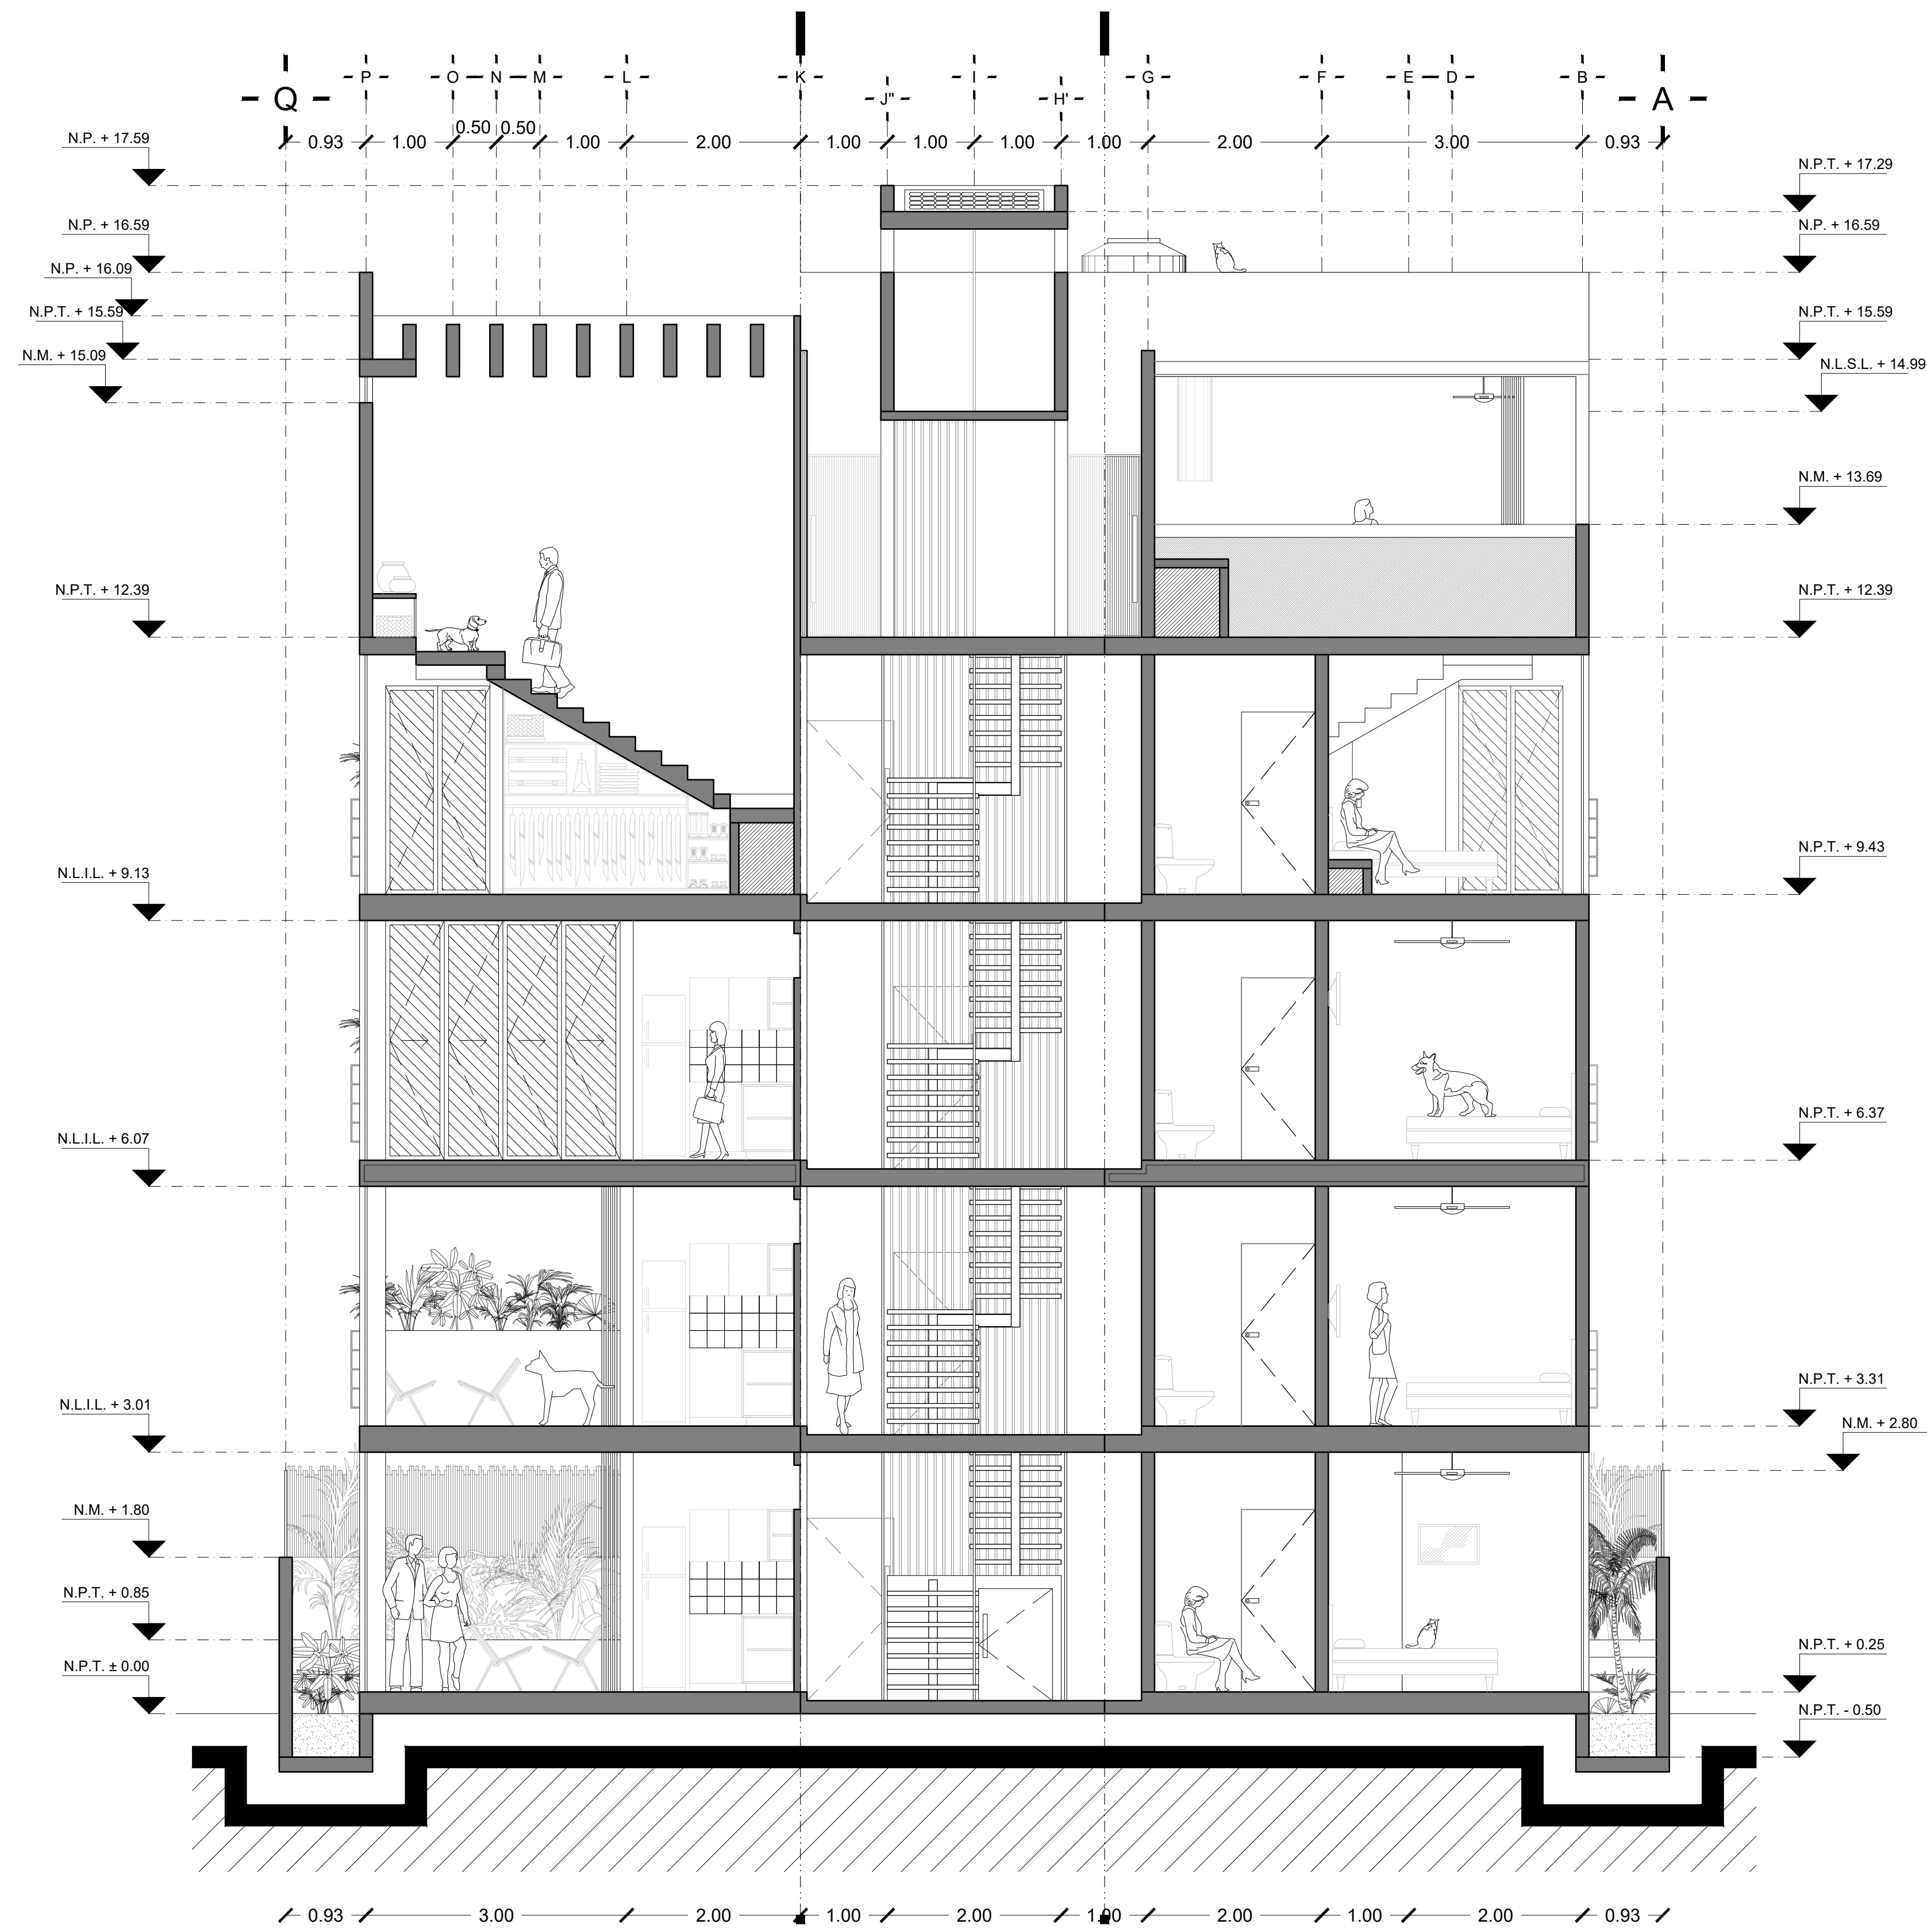 P O N M L K I G F E D B
Q J" H' A
0.50 0.50
0.93 1.00 1.00 2.00 1.00 1.00 1.00 1.00 2.00 3.00 0.93
N.P. + 17.59
N.P.T. + 17.29
N.P. + 16.59
N.P. + 16.59
N.P. + 16.09
N.P.T. + 15.59
N.P.T. + 15.59
N.M. + 15.09
N.L.S.L. + 14.99
N.M. + 13.69
N.P.T. + 12.39
N.P.T. + 12.39
N.L.I.L. + 9.13
N.P.T. + 9.43
N.L.I.L. + 6.07
N.P.T. + 6.37
N.L.I.L. + 3.01
N.P.T. + 3.31
N.M. + 2.80
N.M. + 1.80
N.P.T. + 0.85
N.P.T. + 0.25
N.P.T. ± 0.00
N.P.T. - 0.50
0.93 3.00 2.00 1.00 2.00 1.00 2.00 1.00 2.00 0.93